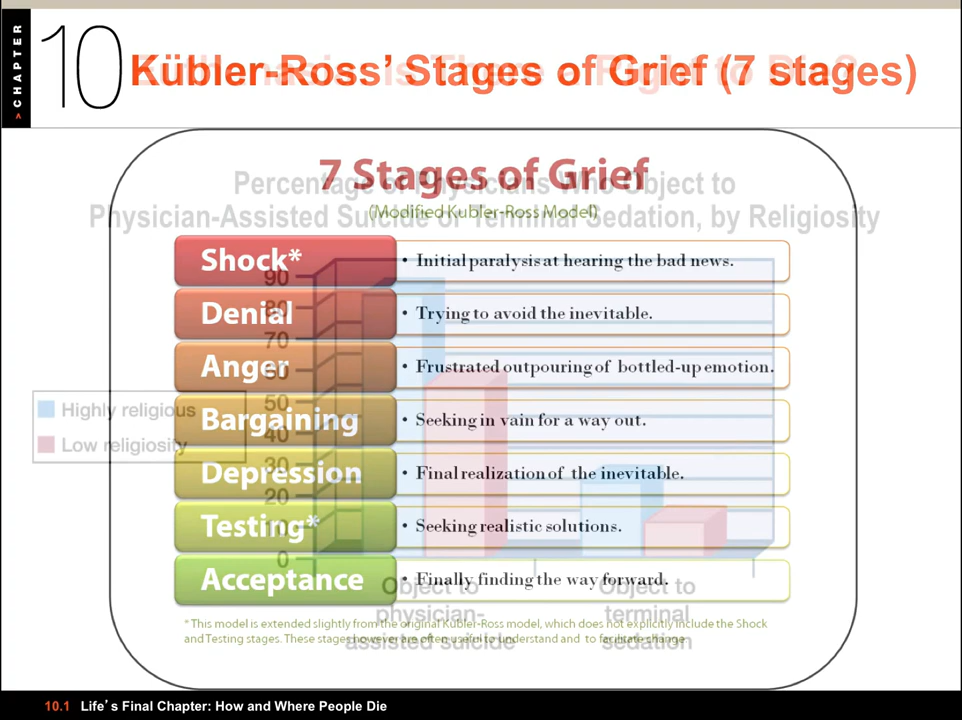 CHAPTER
10
Kübler-Ross’ Stages of Grief (7 stages)
7 Stages of Grief
(Modified Kubler-Ross Model)
Percentage of Physicians Who Object to
Physician-Assisted Suicide or Terminal Sedation, by Religiosity
Shock*
• Initial paralysis at hearing the bad news.
Denial
• Trying to avoid the inevitable.
Anger
• Frustrated outpouring of bottled-up emotion.
Bargaining
• Seeking in vain for a way out.
Depression
• Final realization of the inevitable.
Testing*
• Seeking realistic solutions.
Acceptance
• Finally finding the way forward.
90
80
70
60
50
40
30
20
10
0
Highly religious
Low religiosity
Object to
physician-
assisted suicide
Object to
terminal
sedation
* This model is extended slightly from the original Kubler-Ross model, which does not explicitly include the Shock
and Testing stages. These stages however are often useful to understand and to facilitate change.
10.1 Life’s Final Chapter: How and Where People Die